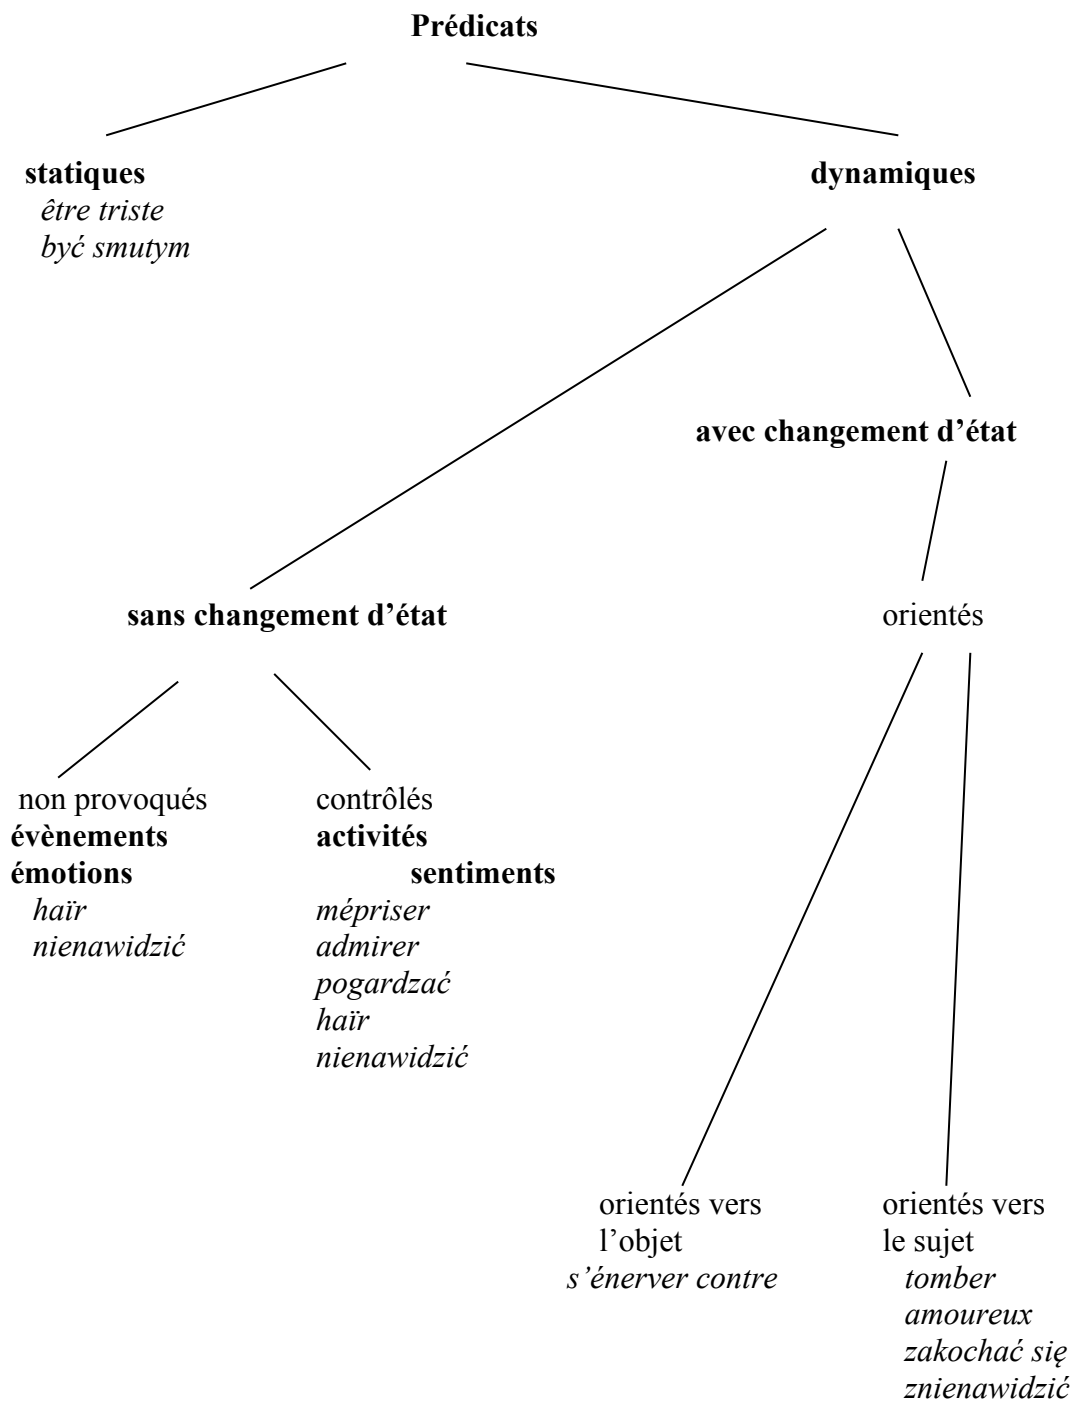 Prédicats
statiques
être triste
być smutym
dynamiques
avec changement d’état
sans changement d’état
orientés
non provoqués
évènements
émotions
haïr
nienawidzić
contrôlés
activités
sentiments
mépriser
admirer
pogardzać
haïr
nienawidzić
orientés vers
l’objet
s’énerver contre
orientés vers
le sujet
tomber
amoureux
zakochać się
znienawidzić